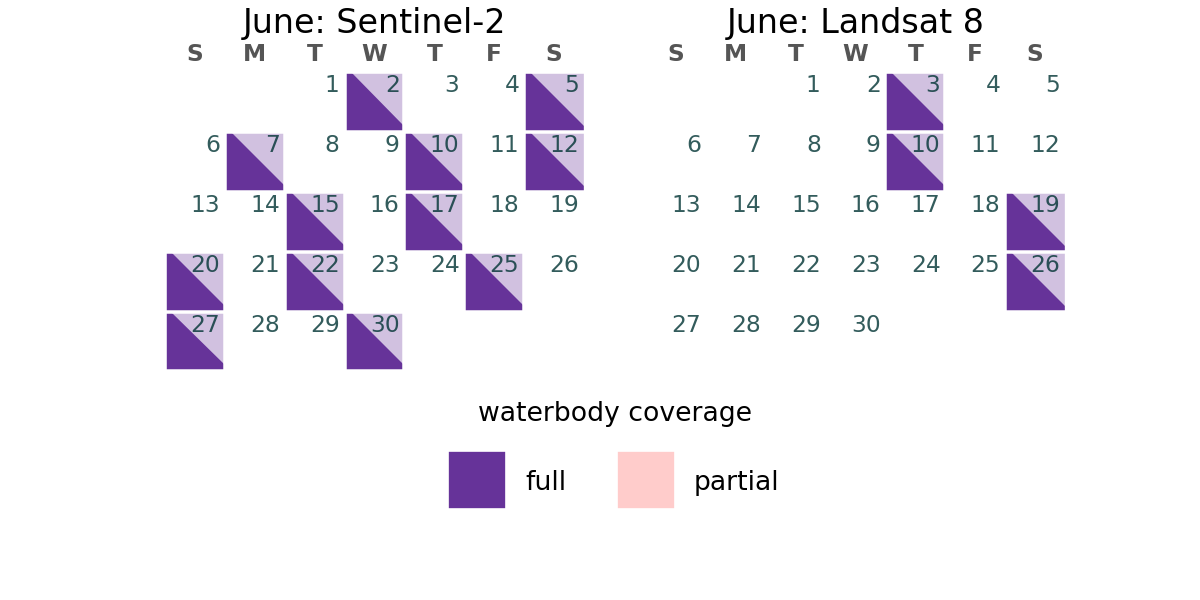 June: Sentinel-2
S M T W T F S
1 2 3 4 5
6 7 8 9 10 11 12
13 14 15 16 17 18 19
20 21 22 23 24 25 26
27 28 29 30
June: Landsat 8
S M T W T F S
1 2 3 4 5
6 7 8 9 10 11 12
13 14 15 16 17 18 19
20 21 22 23 24 25 26
27 28 29 30
waterbody coverage
full partial